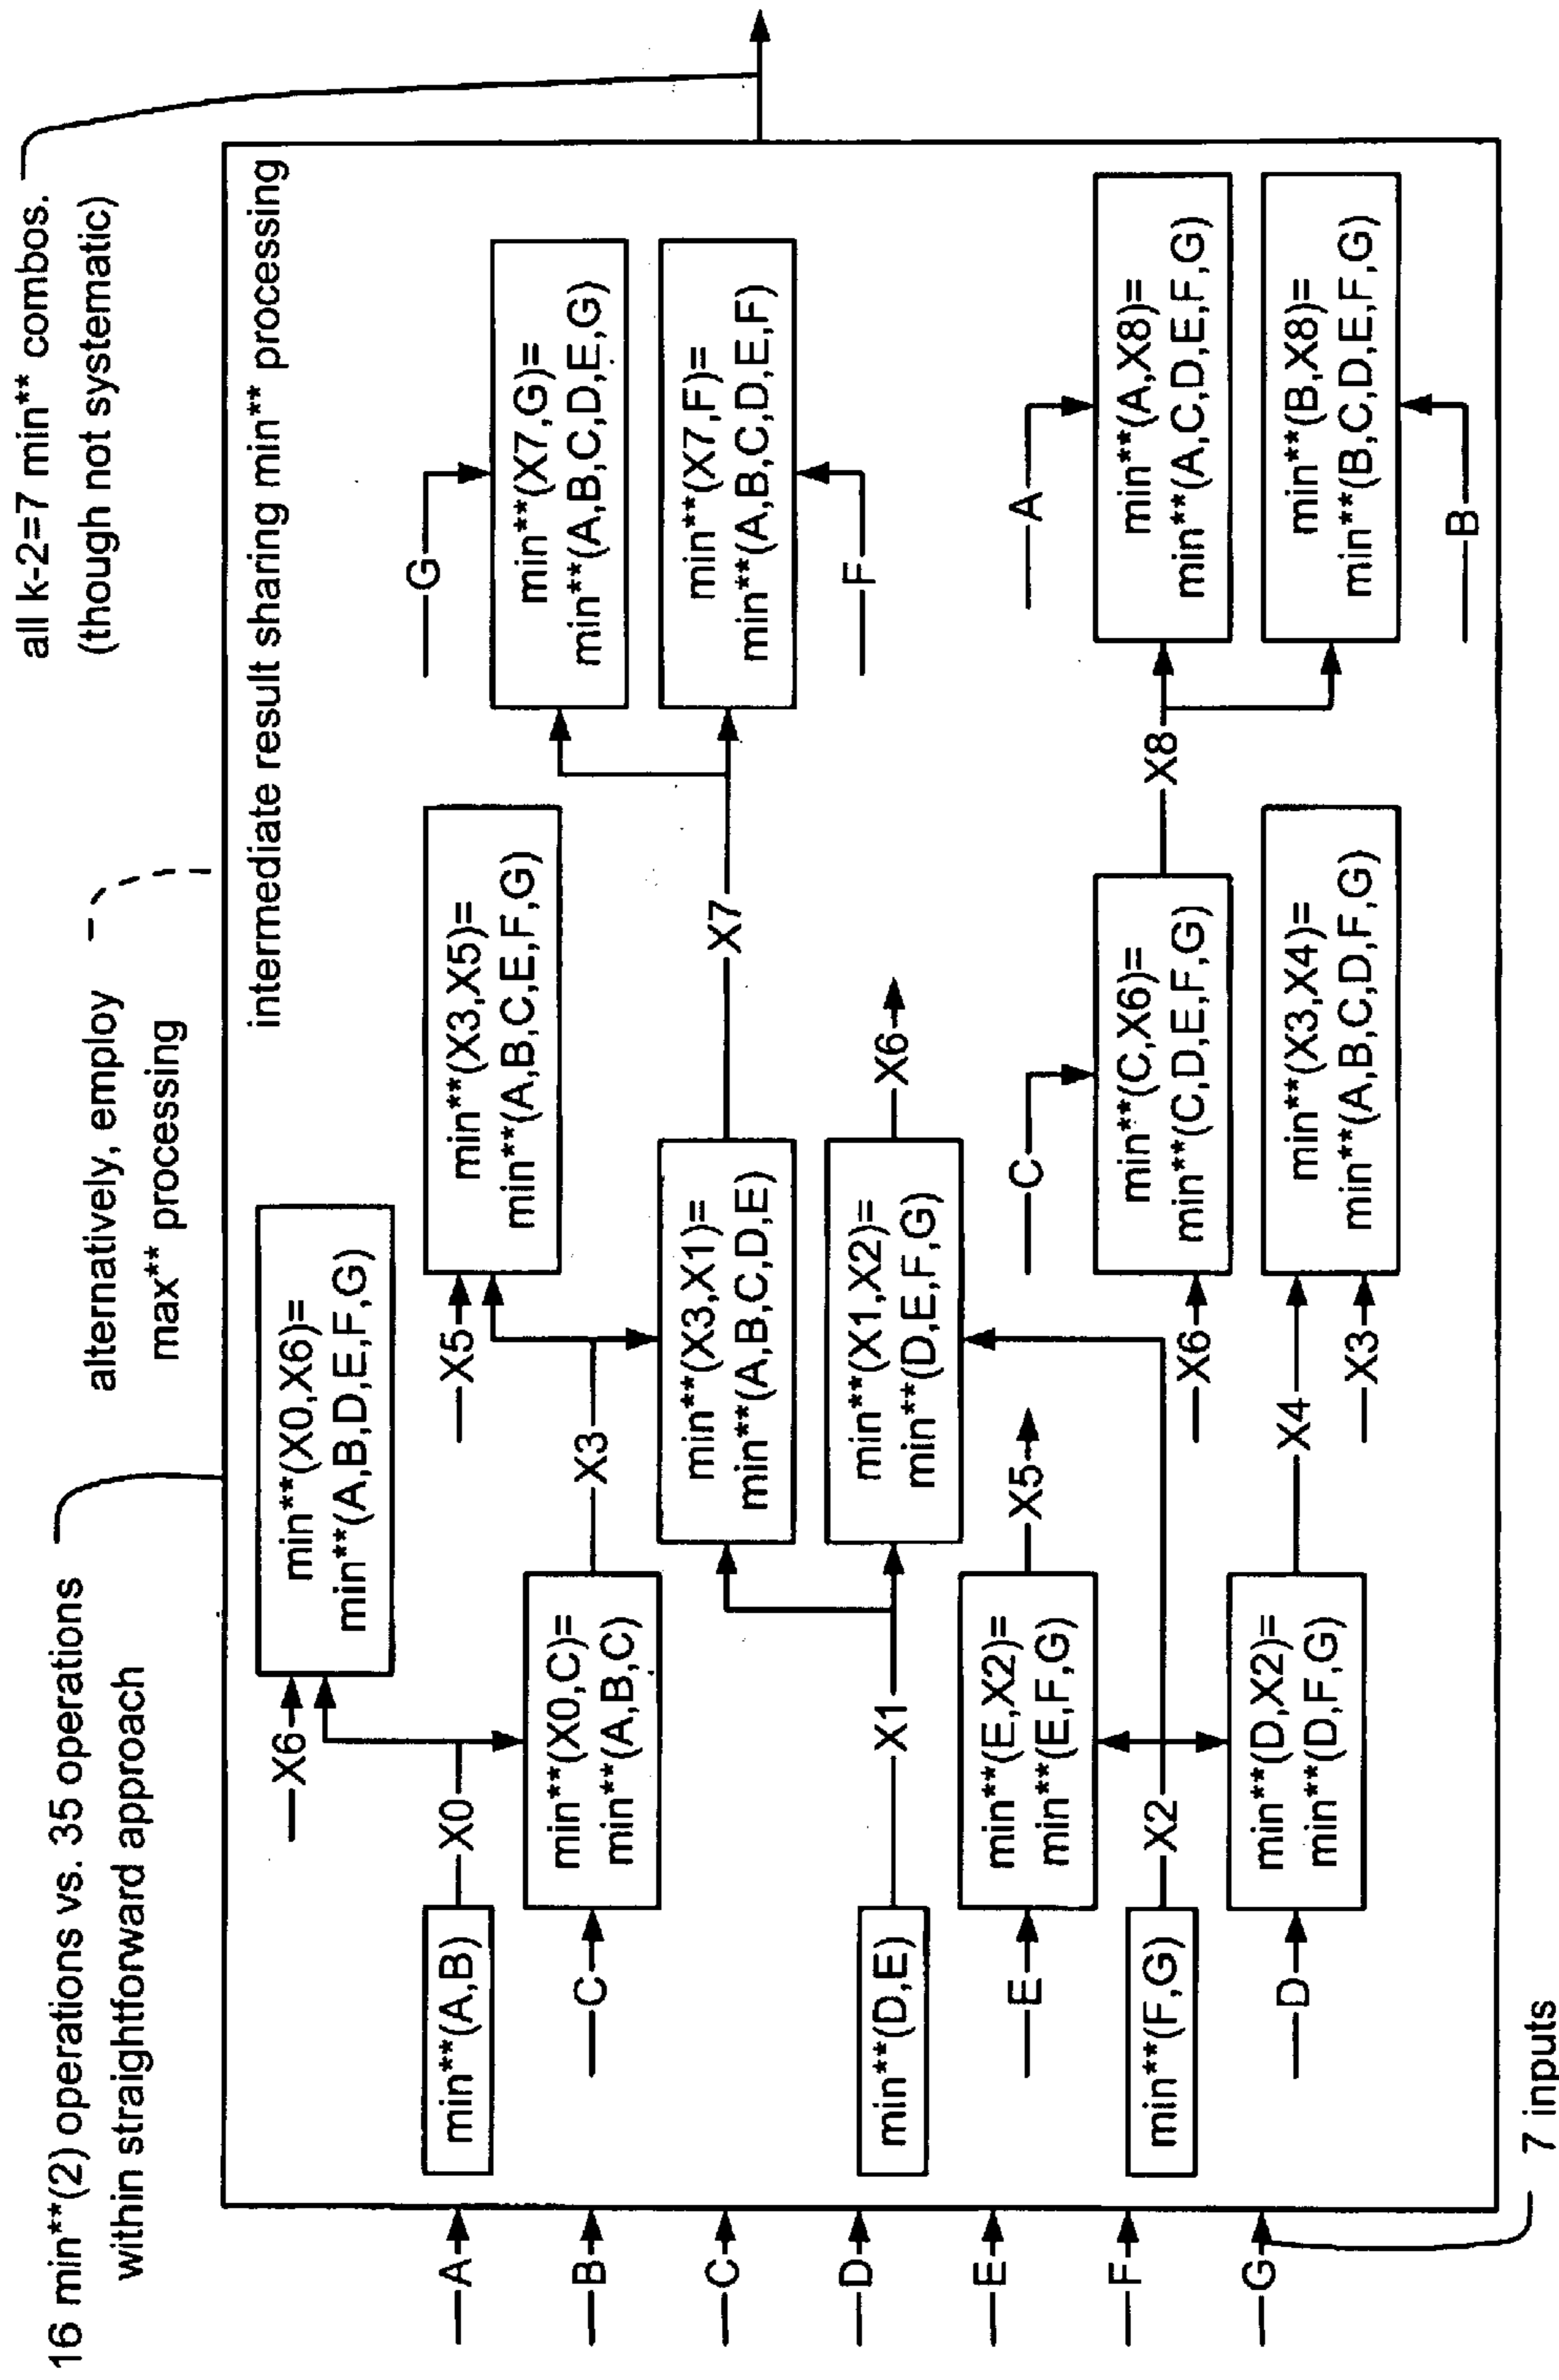 16 min**(2) operations vs. 35 operations
within straightforward approach
alternatively, employ
max** processing
all k-2=7 min** combos.
(though not systematic)
intermediate result sharing min** processing
A
B
C
D
E
F
G
7 inputs
min**(A,B)
X0
X6
min**(X0,X6)=
min**(A,B,D,E,F,G)
C
min**(X0,C)=
min**(A,B,C)
X3
X5
min**(X3,X5)=
min**(A,B,C,E,F,G)
min**(D,E)
X1
min**(X3,X1)=
min**(A,B,C,D,E)
X7
G
min**(X7,G)=
min**(A,B,C,D,E,G)
min**(X7,F)=
min**(A,B,C,D,E,F)
F
min**(X1,X2)=
min**(D,E,F,G)
X6
E
min**(E,X2)=
min**(E,F,G)
X5
min**(F,G)
X2
D
min**(D,X2)=
min**(D,F,G)
X4
C
X6
min**(C,X6)=
min**(C,D,E,F,G)
X8
X3
min**(X3,X4)=
min**(A,B,C,D,F,G)
A
min**(A,X8)=
min**(A,C,D,E,F,G)
min**(B,X8)=
min**(B,C,D,E,F,G)
B